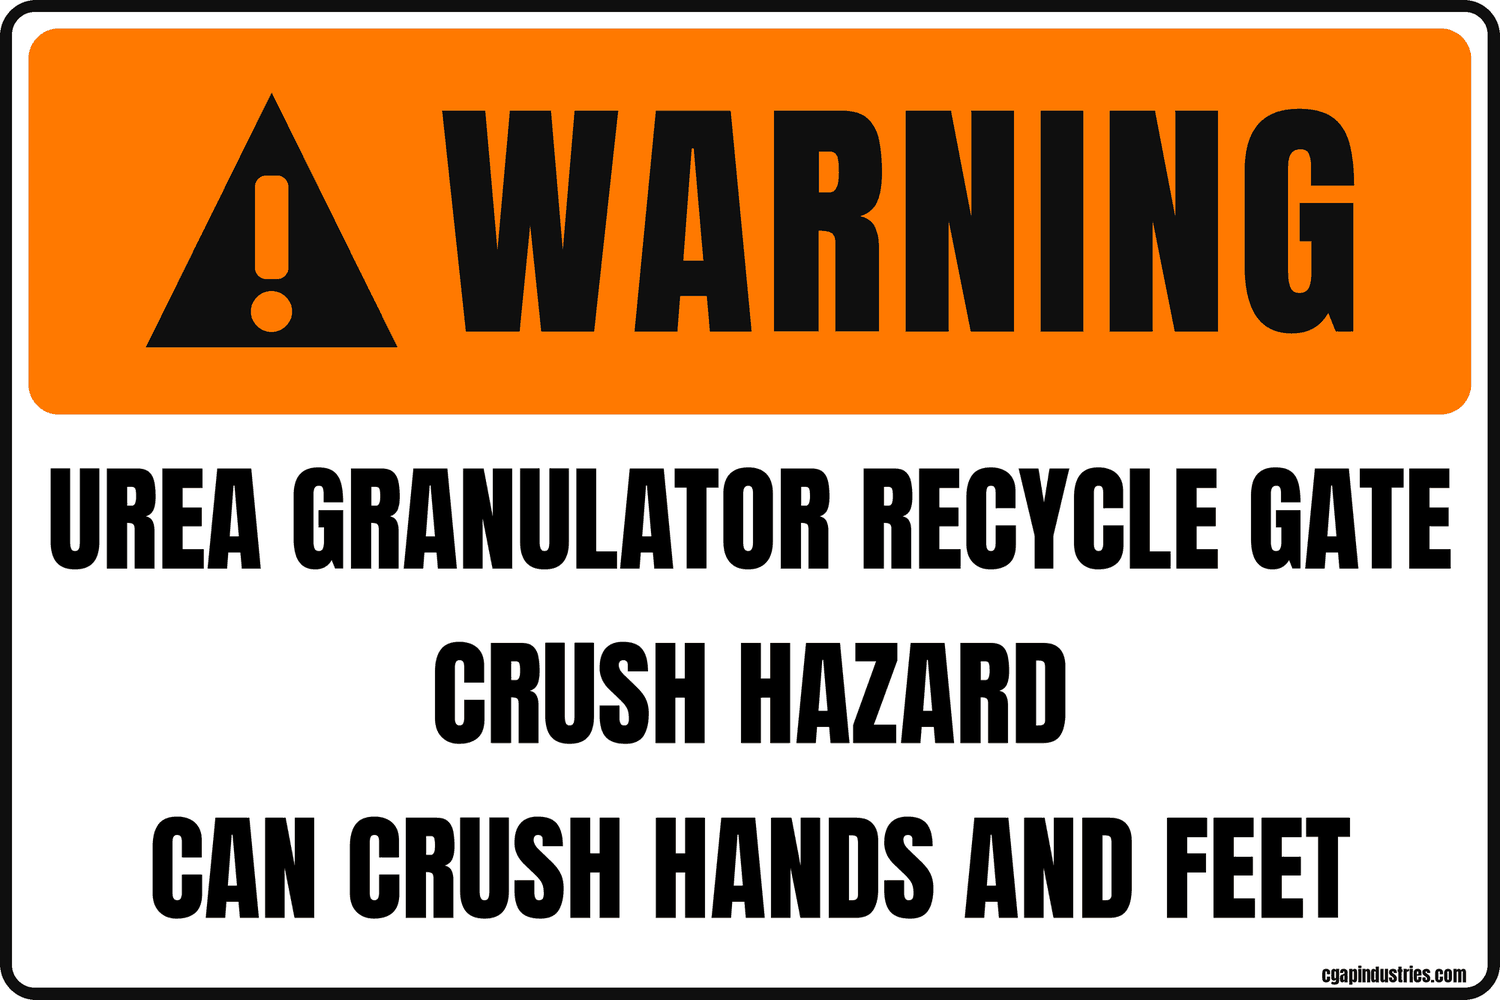 WARNING
UREA GRANULATOR RECYCLE GATE
CRUSH HAZARD
CAN CRUSH HANDS AND FEET
cgapindustries.com